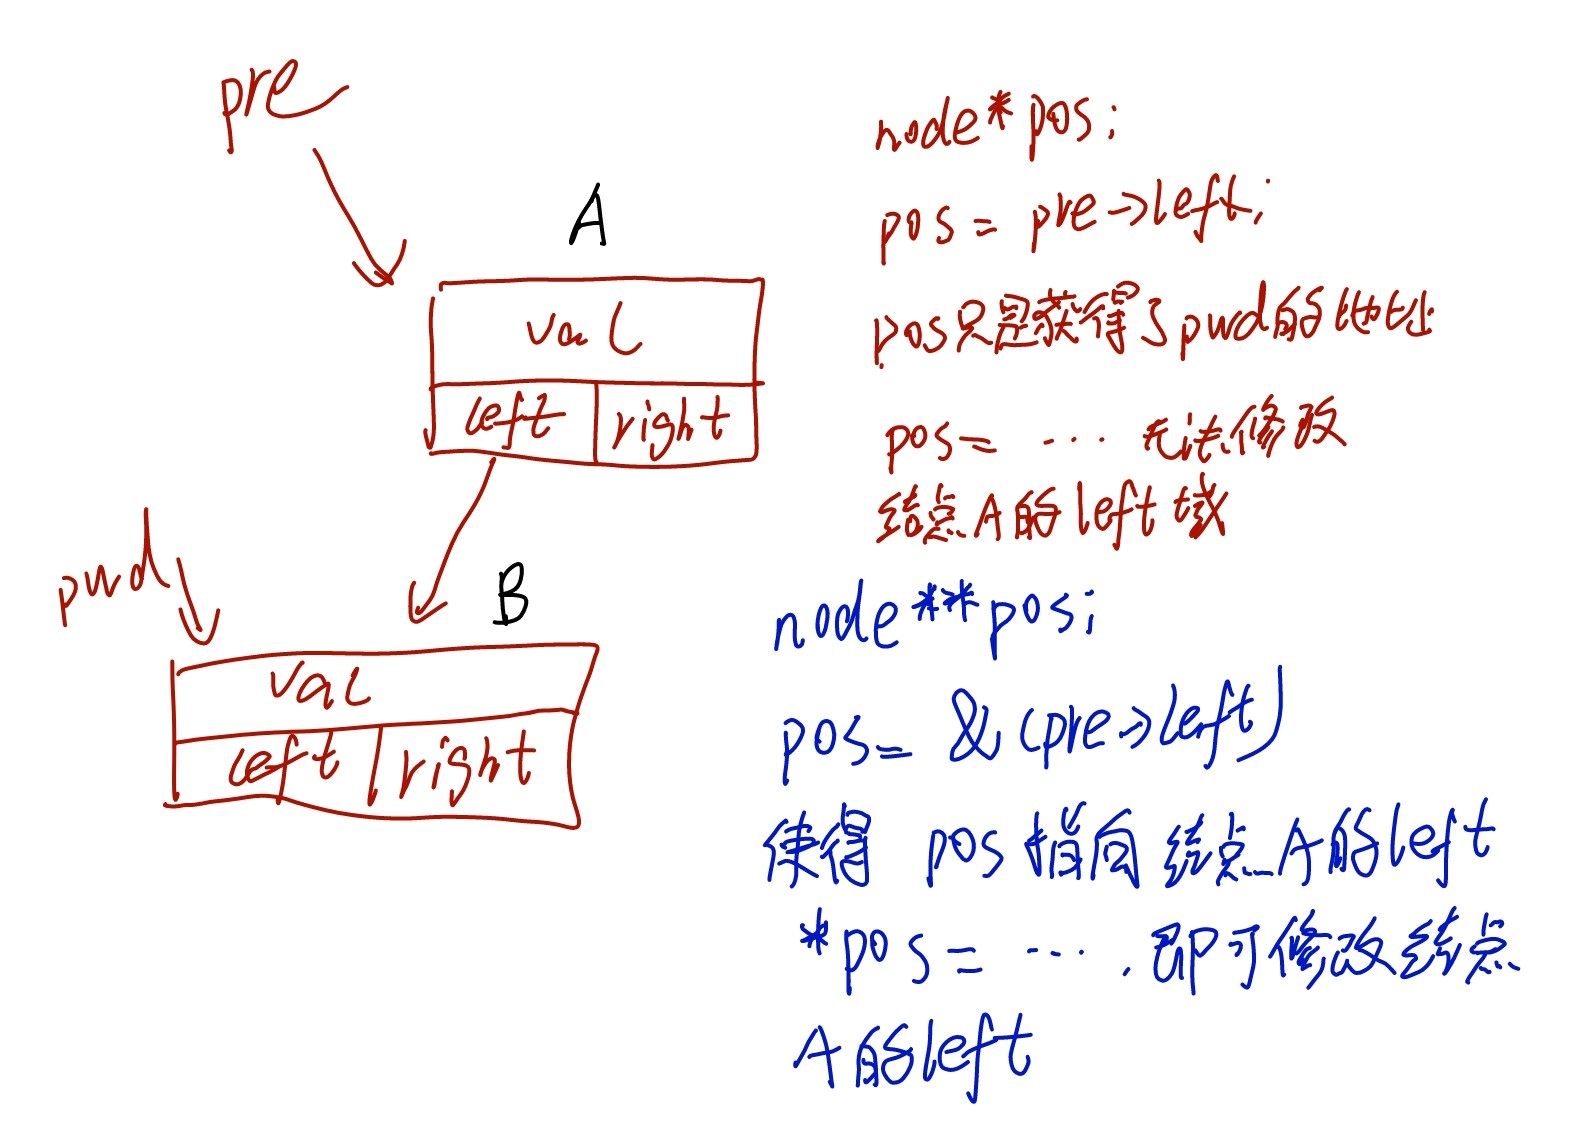 pre
A
val
left right
pwd
B
val
left right
node*pos;
pos = pre->left;
pos只是获得了pwd的地址
pos= ... 无法修改
结点A的left域
node**pos;
pos= &(pre->left)
使得 pos指向结点A的left
*pos= ... . 即可修改结点
A的left